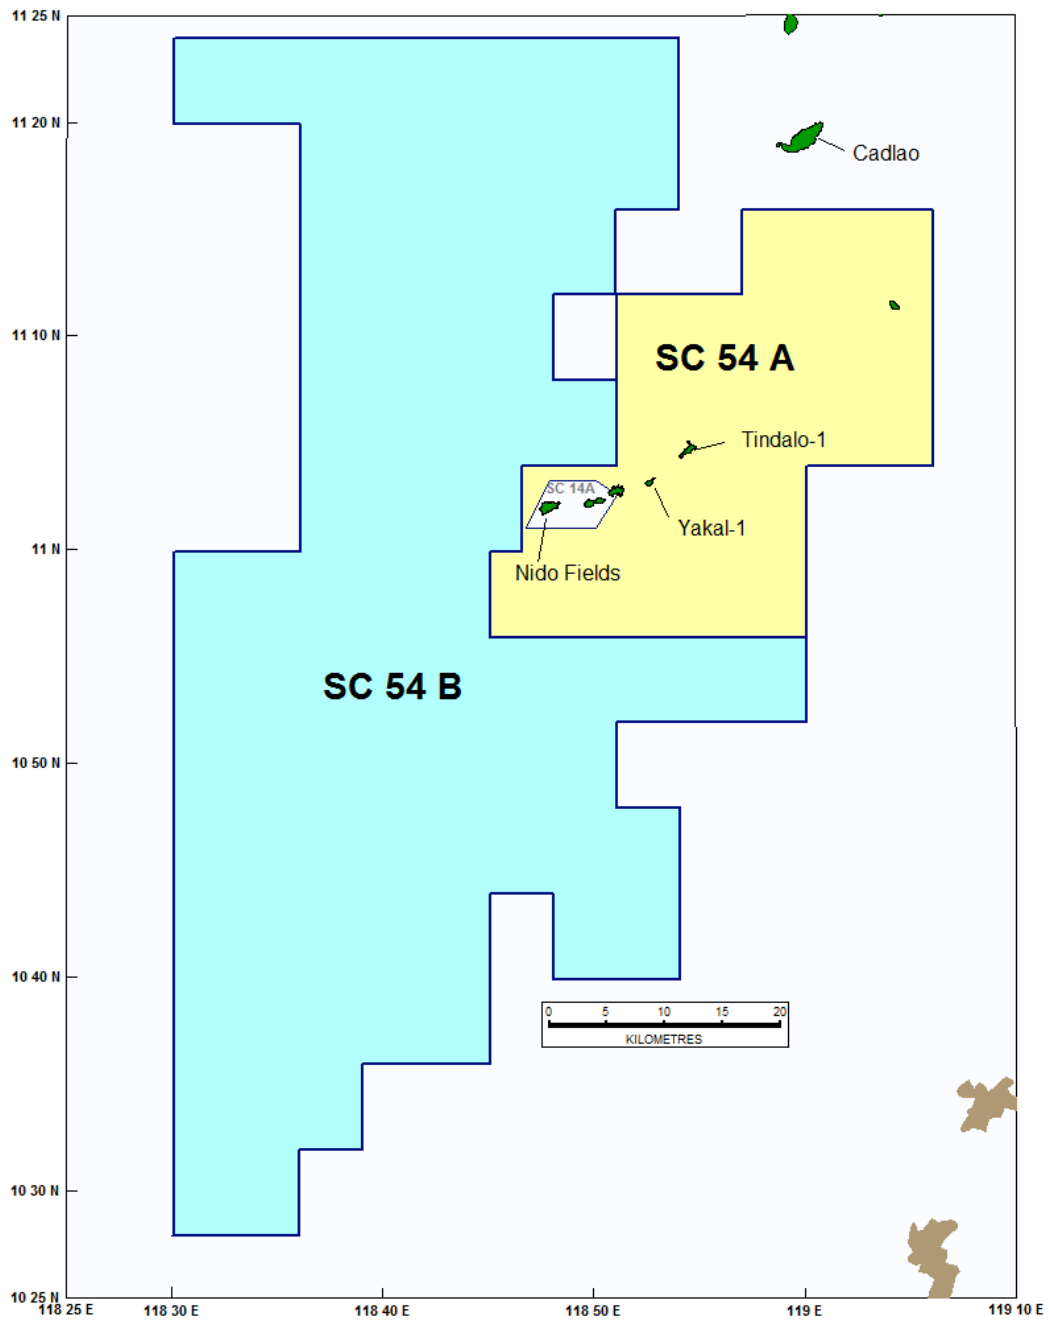 11 25 N
11 20 N
Cadlao
11 10 N
SC 54 A
Tindalo-1
SC 14A
Yakal-1
11 N
Nido Fields
SC 54 B
10 50 N
10 40 N
0 5 10 15 20
KILOMETRES
10 30 N
10 25 N
118 25 E 118 30 E 118 40 E 118 50 E 119 E 119 10 E